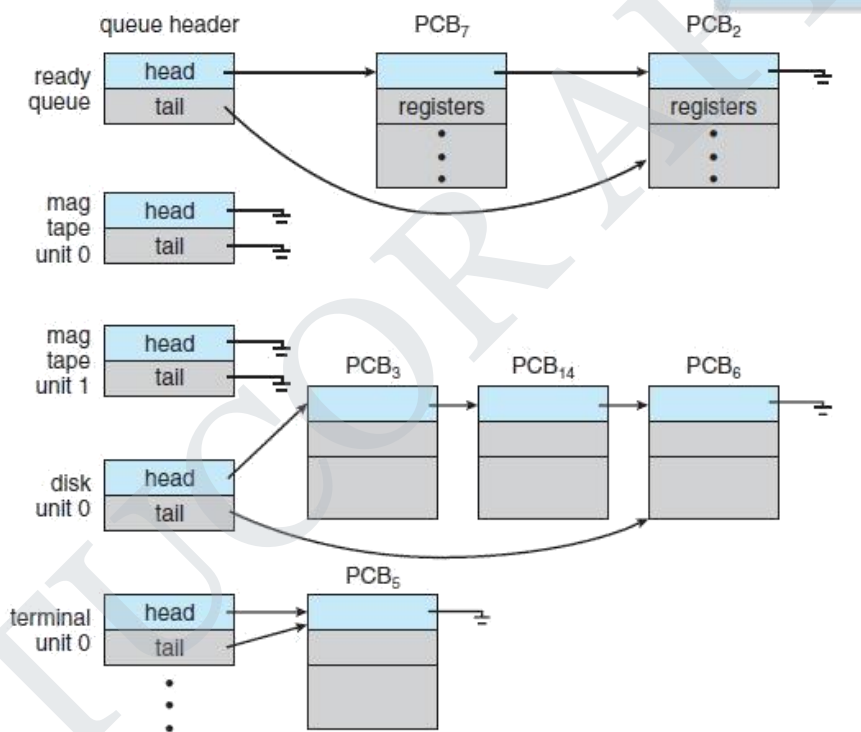 queue header
PCB7
PCB2
ready
queue
head
tail
registers
registers
mag
tape
unit 0
head
tail
mag
tape
unit 1
head
tail
PCB3
PCB14
PCB6
disk
unit 0
head
tail
PCB5
terminal
unit 0
head
tail